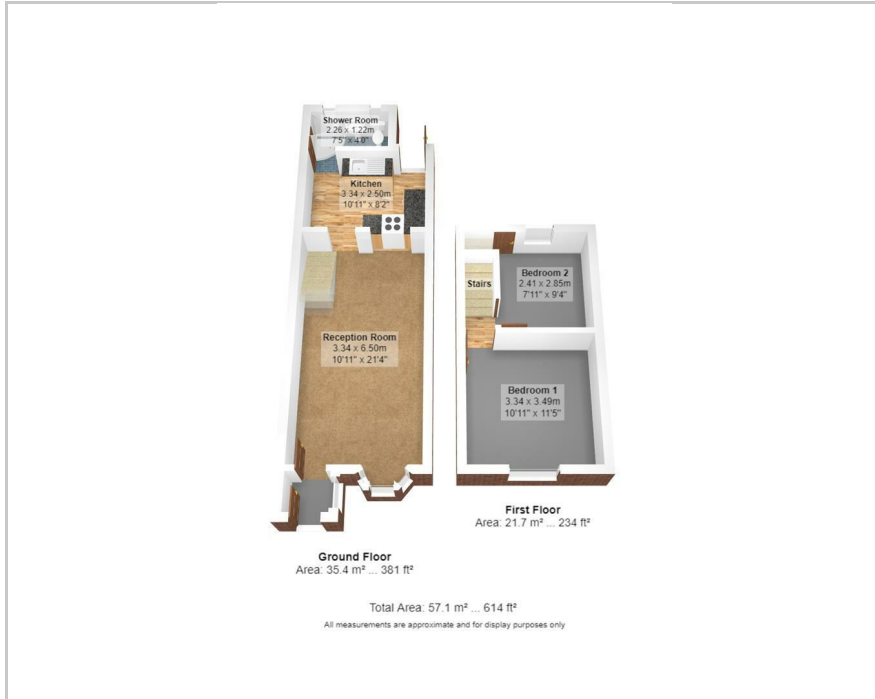 Shower Room
2.26 x 1.22m
7'5" x 4'0"
Kitchen
3.34 x 2.50m
10'11" x 8'2"
Reception Room
3.34 x 6.50m
10'11" x 21'4"
Ground Floor
Area: 35.4 m² ... 381 ft²
Stairs
Bedroom 2
2.41 x 2.85m
7'11" x 9'4"
Bedroom 1
3.34 x 3.49m
10'11" x 11'5"
First Floor
Area: 21.7 m² ... 234 ft²
Total Area: 57.1 m² ... 614 ft²
All measurements are approximate and for display purposes only